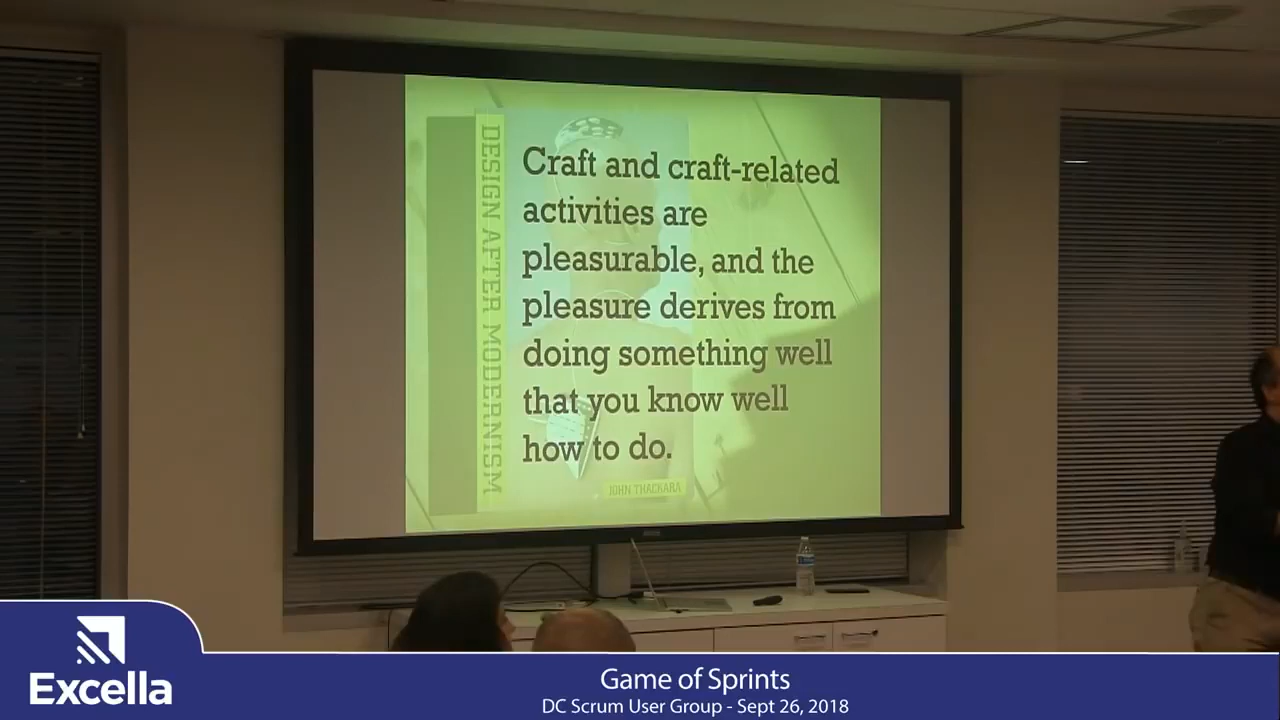 DESIGN AFTER MODERNISM
Craft and craft-related
activities are
pleasurable, and the
pleasure derives from
doing something well
that you know well
how to do.
JOHN THACKARA
Excella
Game of Sprints
DC Scrum User Group - Sept 26, 2018